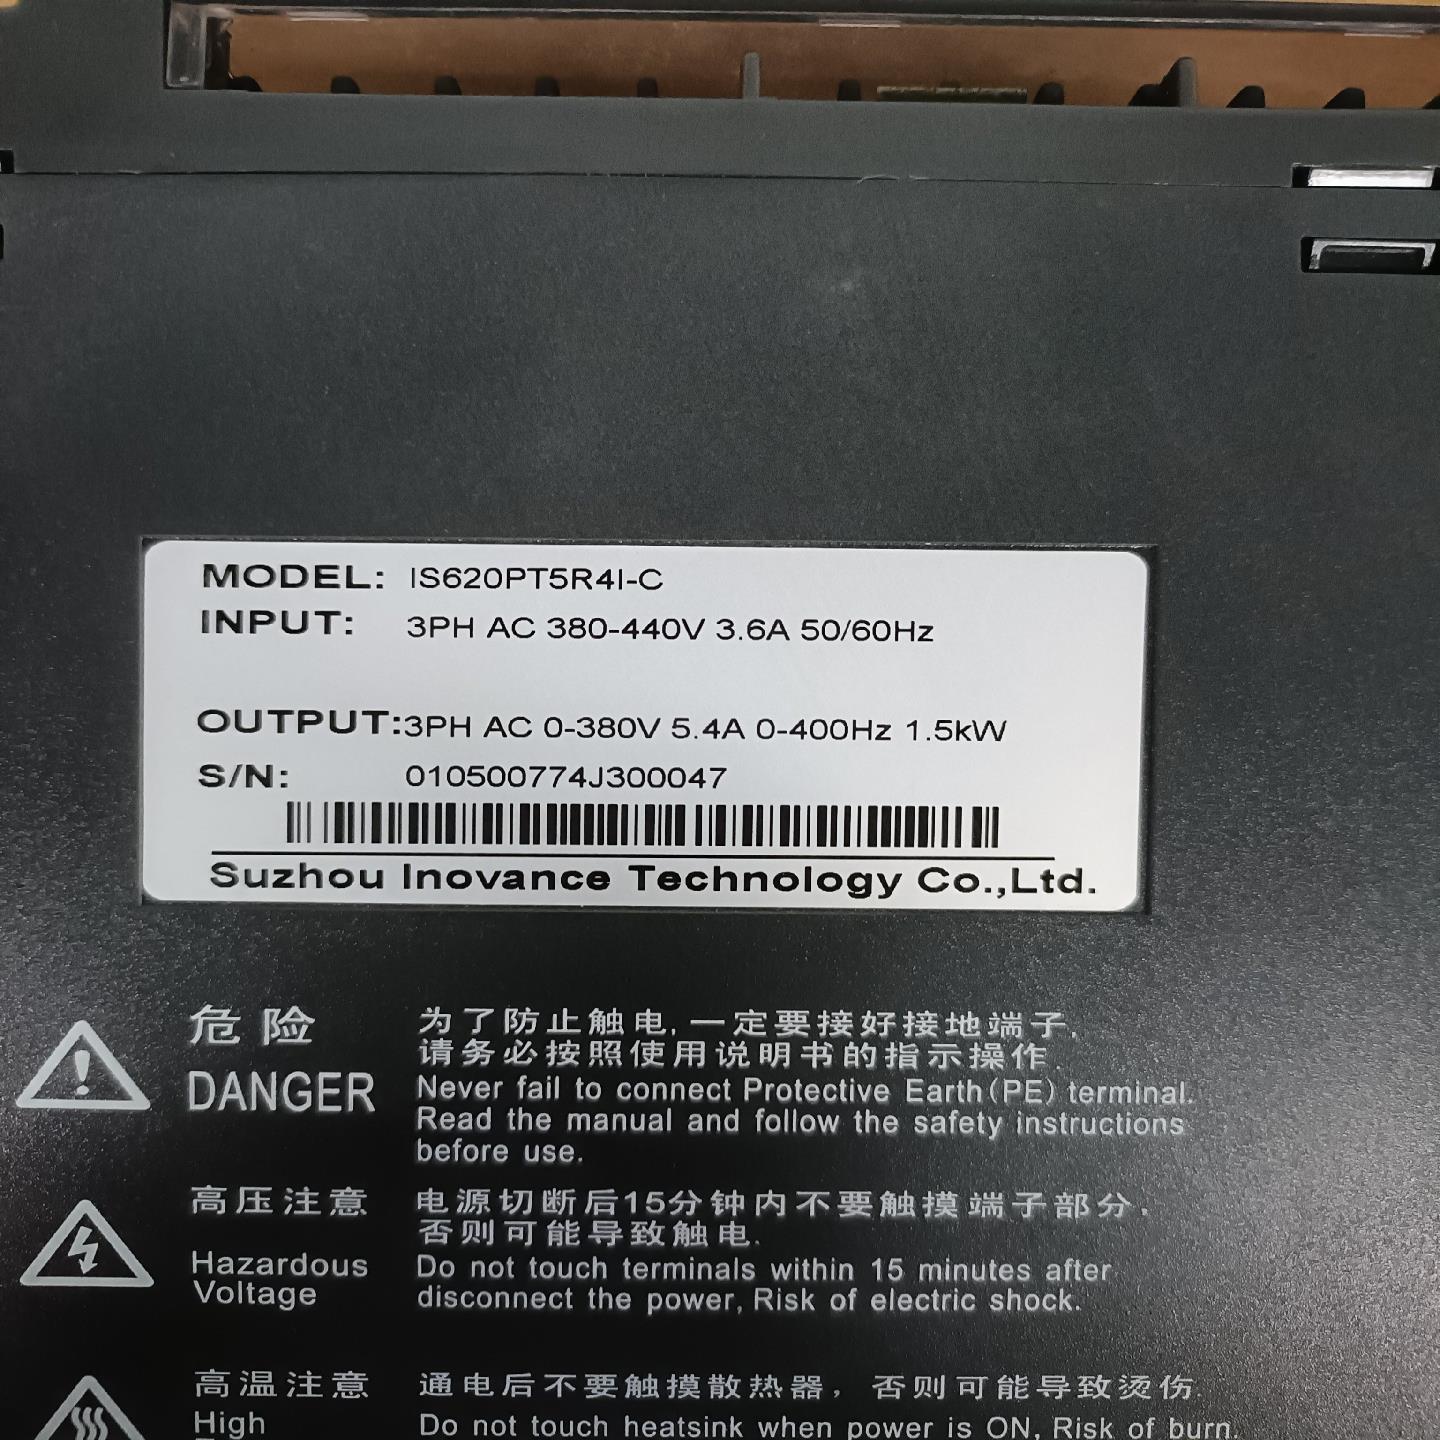 MODEL: IS620PT5R4I-C
INPUT: 3PH AC 380-440V 3.6A 50/60Hz
OUTPUT:3PH AC 0-380V 5.4A 0-400Hz 1.5kW
S/N: 010500774J300047
Suzhou Inovance Technology Co.,Ltd.
危险
DANGER
为了防止触电,一定要接好接地端子,
请务必按照使用说明书的指示操作.
Never fail to connect Protective Earth(PE) terminal.
Read the manual and follow the safety instructions
before use.
高压注意
Hazardous
Voltage
电源切断后15分钟内不要触摸端子部分,
否则可能导致触电.
Do not touch terminals within 15 minutes after
disconnect the power, Risk of electric shock.
高温注意
High
通电后不要触摸散热器,否则可能导致烫伤
Do not touch heatsink when power is ON, Risk of burn.